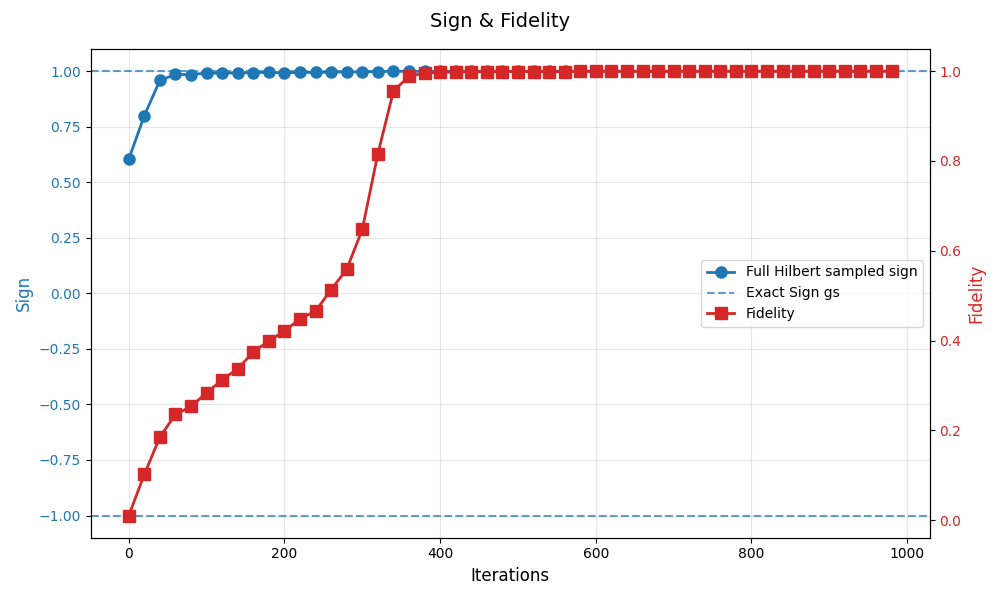 Sign & Fidelity
Sign
1.00
0.75
0.50
0.25
0.00
−0.25
−0.50
−0.75
−1.00
Full Hilbert sampled sign
Exact Sign gs
Fidelity
1.0
0.8
0.6
0.4
0.2
0.0
Fidelity
0 200 400 600 800 1000
Iterations